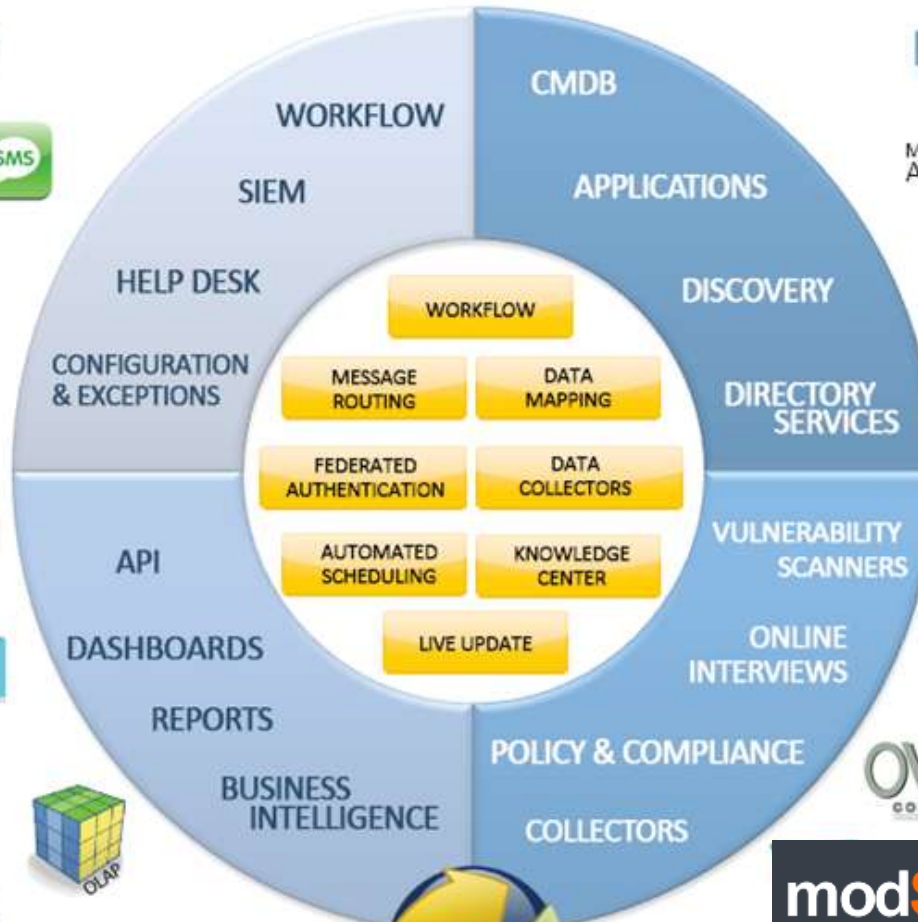 WORKFLOW
SIEM
HELP DESK
CONFIGURATION
& EXCEPTIONS
CMDB
APPLICATIONS
DISCOVERY
DIRECTORY
SERVICES
WORKFLOW
MESSAGE
ROUTING
DATA
MAPPING
FEDERATED
AUTHENTICATION
DATA
COLLECTORS
AUTOMATED
SCHEDULING
KNOWLEDGE
CENTER
LIVE UPDATE
API
DASHBOARDS
REPORTS
BUSINESS
INTELLIGENCE
VULNERABILITY
SCANNERS
ONLINE
INTERVIEWS
POLICY & COMPLIANCE
COLLECTORS
SMS
OLAP